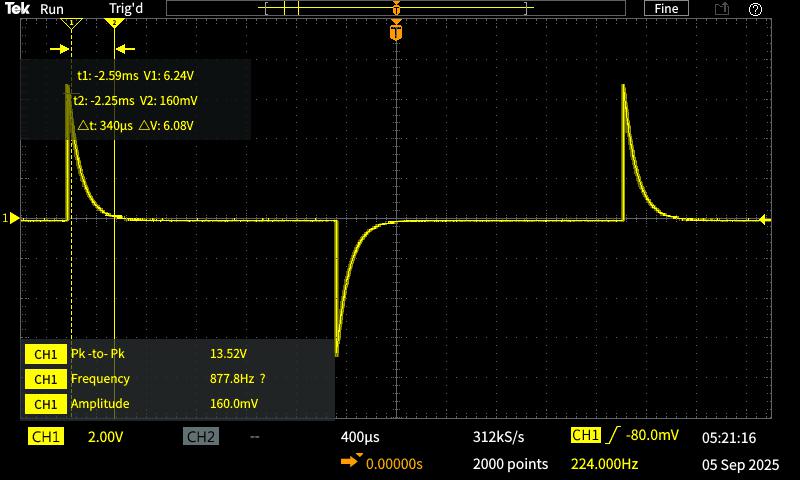 Tek Run Trig'd T Fine
1 2
T
t1: -2.59ms V1: 6.24V
t2: -2.25ms V2: 160mV
△t: 340µs △V: 6.08V
1
CH1 Pk -to- Pk 13.52V
CH1 Frequency 877.8Hz ?
CH1 Amplitude 160.0mV
CH1 2.00V CH2 -- 400µs 312kS/s CH1 -80.0mV 05:21:16
0.00000s 2000 points 224.000Hz 05 Sep 2025